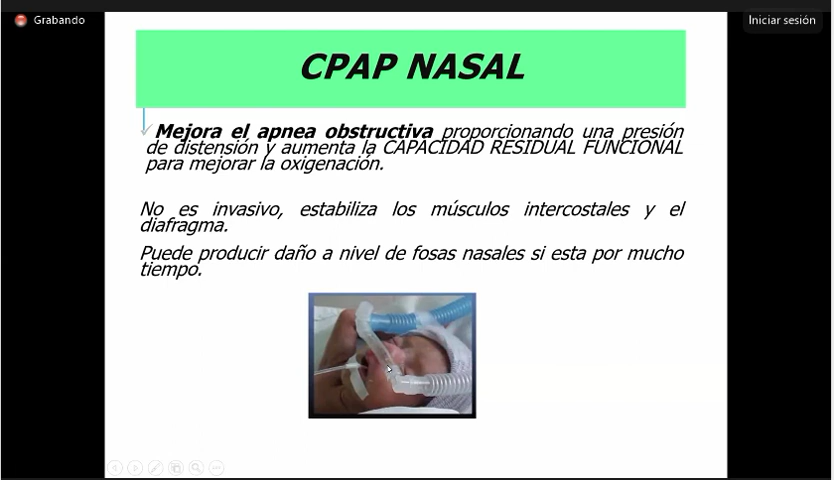 Grabando
Iniciar sesión
CPAP NASAL
✓Mejora el apnea obstructiva proporcionando una presión
de distensión y aumenta la CAPACIDAD RESIDUAL FUNCIONAL
para mejorar la oxigenación.
No es invasivo, estabiliza los músculos intercostales y el
diafragma.
Puede producir daño a nivel de fosas nasales si esta por mucho
tiempo.